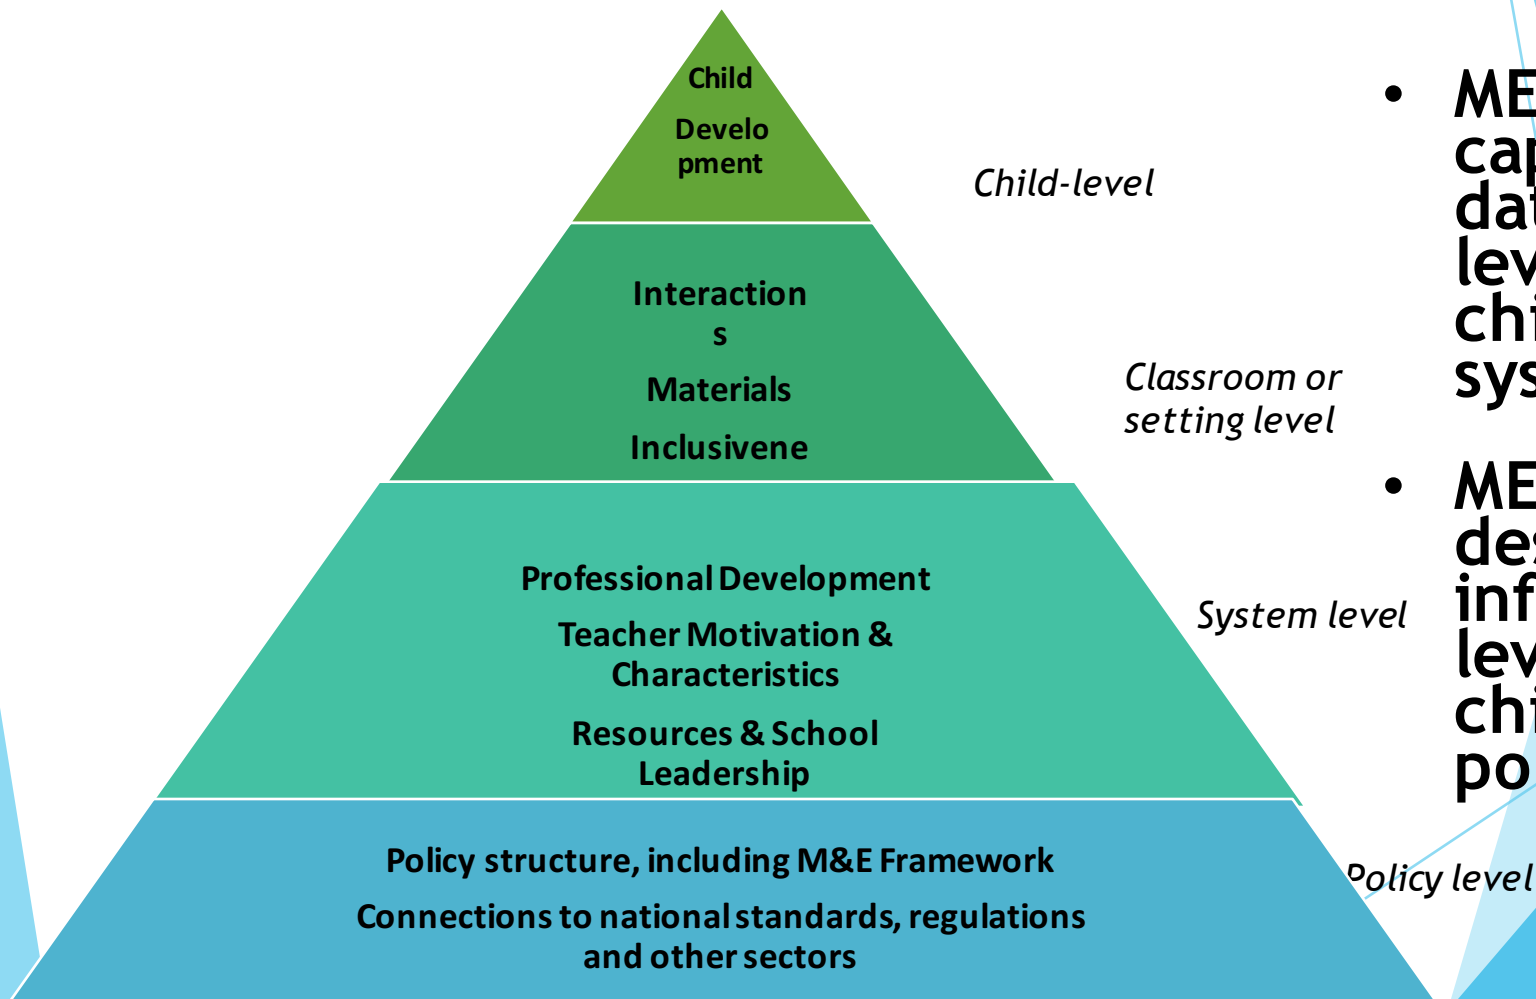 Child
Develo
pment
Child-level
Interaction
s
Materials
Inclusivene
Classroom or
setting level
Professional Development
Teacher Motivation &
Characteristics
Resources & School
Leadership
System level
Policy structure, including M&E Framework
Connections to national standards, regulations
and other sectors
Policy level
• ME
cap
dat
lev
chi
sys
• ME
des
inf
lev
chi
po